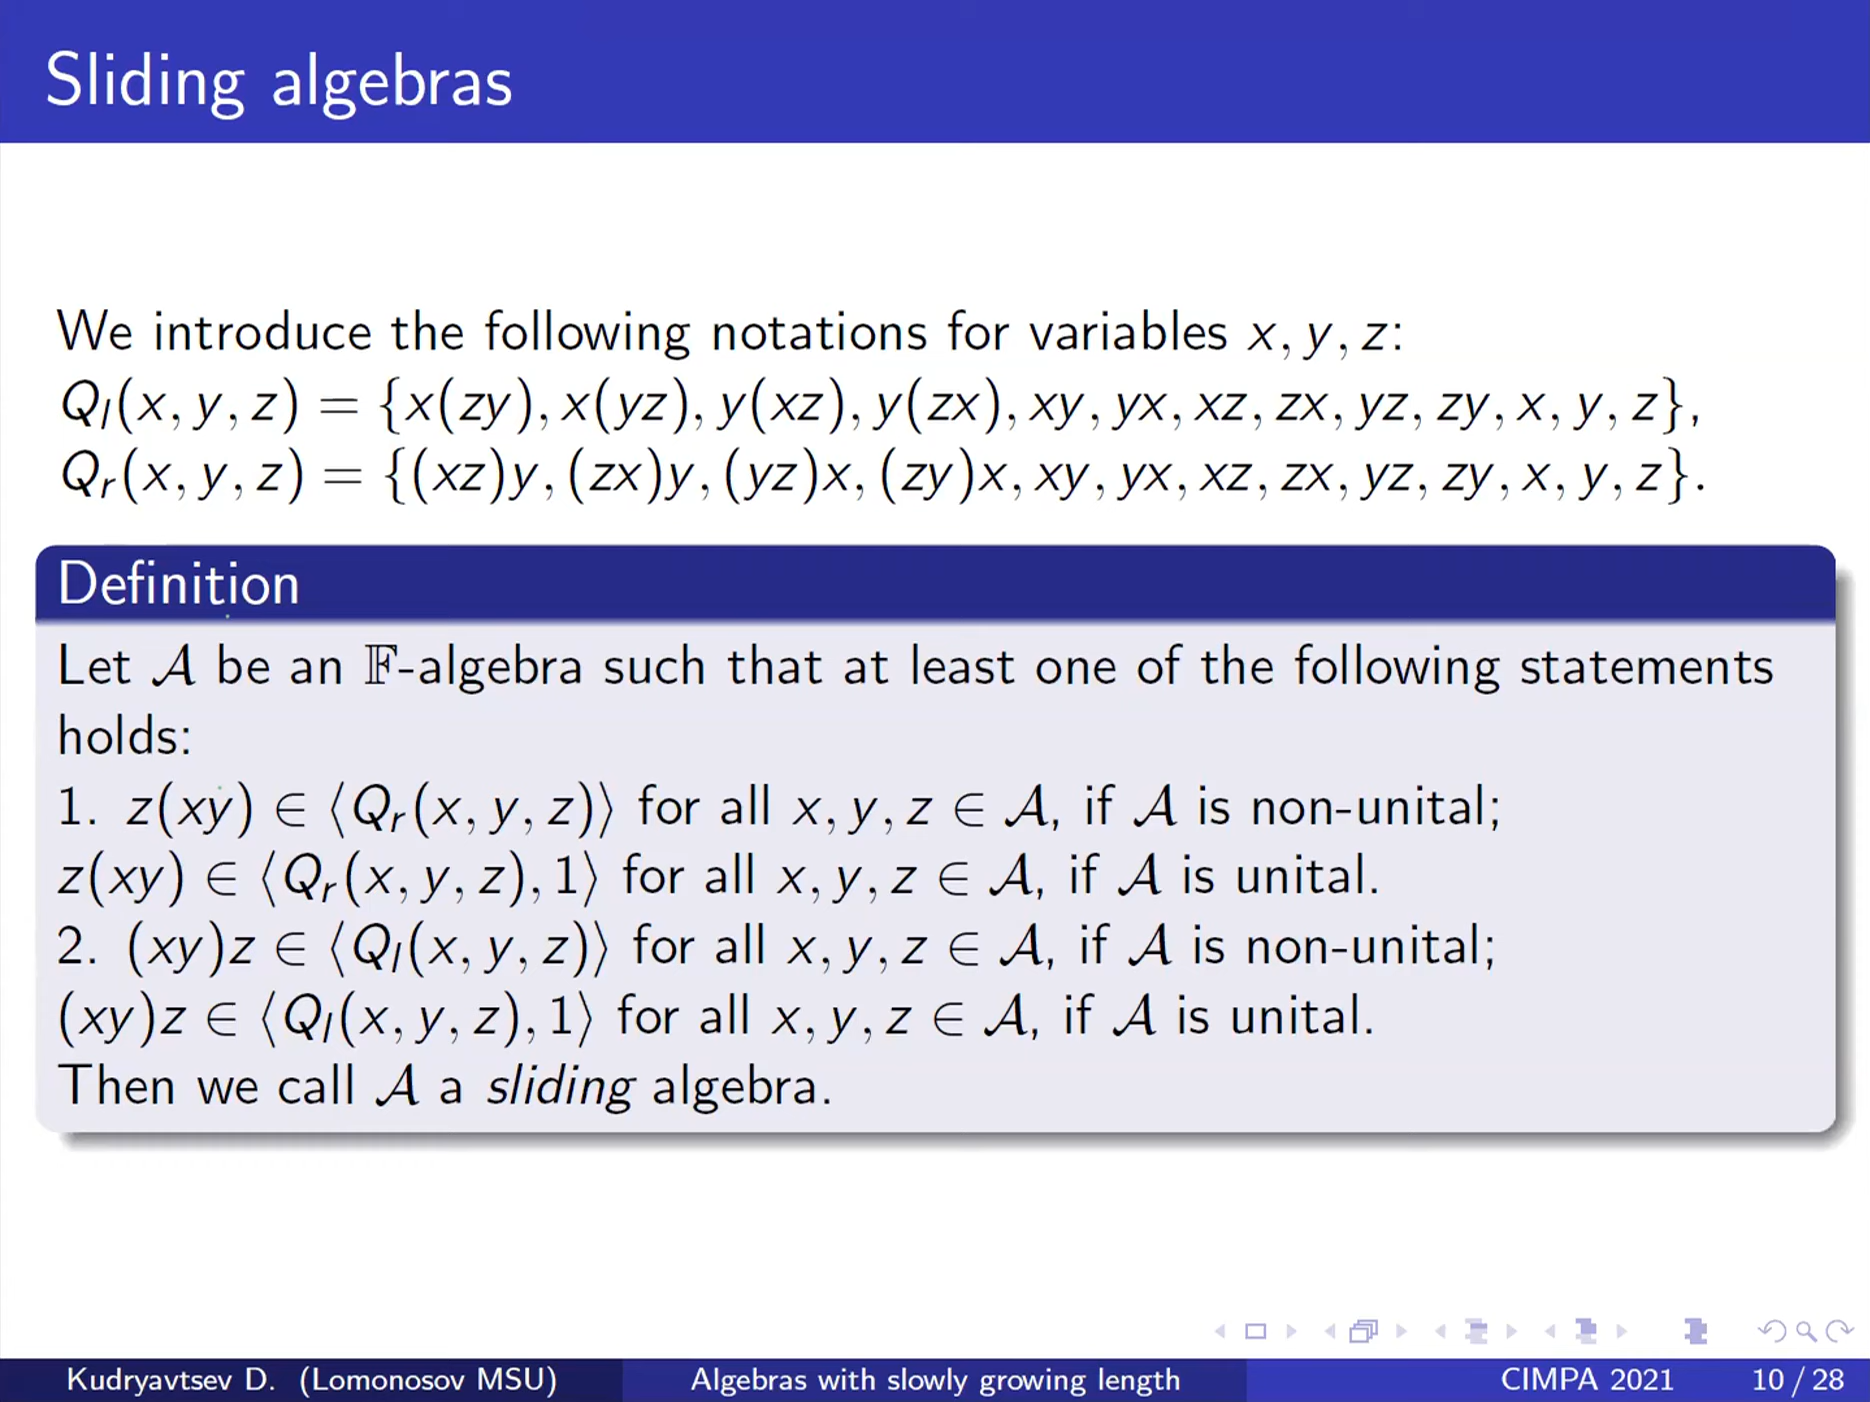 Sliding algebras
We introduce the following notations for variables x, y, z:
Q_l(x, y, z) = {x(zy), x(yz), y(xz), y(zx), xy, yx, xz, zx, yz, zy, x, y, z},
Q_r(x, y, z) = {(xz)y, (zx)y, (yz)x, (zy)x, xy, yx, xz, zx, yz, zy, x, y, z}.
Definition
Let 𝒜 be an 𝔽-algebra such that at least one of the following statements
holds:
1. z(xy) ∈ ⟨Q_r(x, y, z)⟩ for all x, y, z ∈ 𝒜, if 𝒜 is non-unital;
z(xy) ∈ ⟨Q_r(x, y, z), 1⟩ for all x, y, z ∈ 𝒜, if 𝒜 is unital.
2. (xy)z ∈ ⟨Q_l(x, y, z)⟩ for all x, y, z ∈ 𝒜, if 𝒜 is non-unital;
(xy)z ∈ ⟨Q_l(x, y, z), 1⟩ for all x, y, z ∈ 𝒜, if 𝒜 is unital.
Then we call 𝒜 a sliding algebra.
Kudryavtsev D. (Lomonosov MSU) Algebras with slowly growing length CIMPA 2021 10 / 28